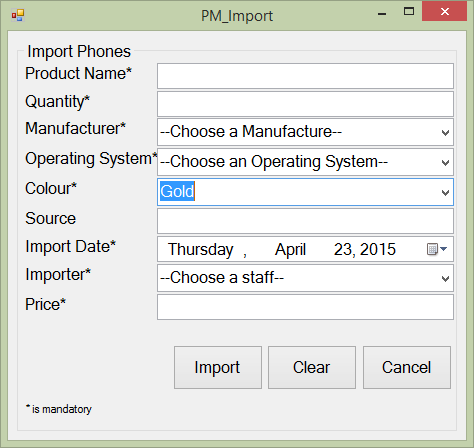 PM_Import
Import Phones
Product Name*
Quantity*
Manufacturer* --Choose a Manufacture--
Operating System* --Choose an Operating System--
Colour* Gold
Source
Import Date* Thursday , April 23, 2015
Importer* --Choose a staff--
Price*
Import Clear Cancel
* is mandatory